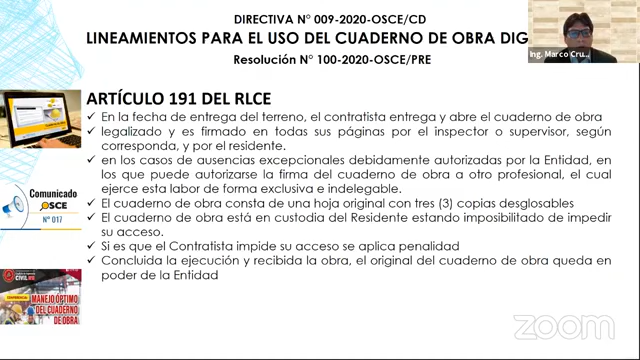 DIRECTIVA N° 009-2020-OSCE/CD
LINEAMIENTOS PARA EL USO DEL CUADERNO DE OBRA DIG
Resolución N° 100-2020-OSCE/PRE
Ing. Marco Cru...
ARTÍCULO 191 DEL RLCE
✓ En la fecha de entrega del terreno, el contratista entrega y abre el cuaderno de obra
✓ legalizado y es firmado en todas sus páginas por el inspector o supervisor, según
corresponda, y por el residente.
✓ en los casos de ausencias excepcionales debidamente autorizadas por la Entidad, en
los que puede autorizarse la firma del cuaderno de obra a otro profesional, el cual
ejerce esta labor de forma exclusiva e indelegable.
✓ El cuaderno de obra consta de una hoja original con tres (3) copias desglosables
✓ El cuaderno de obra está en custodia del Residente estando imposibilitado de impedir
su acceso.
✓ Si es que el Contratista impide su acceso se aplica penalidad
✓ Concluida la ejecución y recibida la obra, el original del cuaderno de obra queda en
poder de la Entidad
Comunicado
OSCE
N° 017
CIVIL
CONFERENCIA:
MANEJO ÓPTIMO
DEL CUADERNO
DE OBRA
zoom